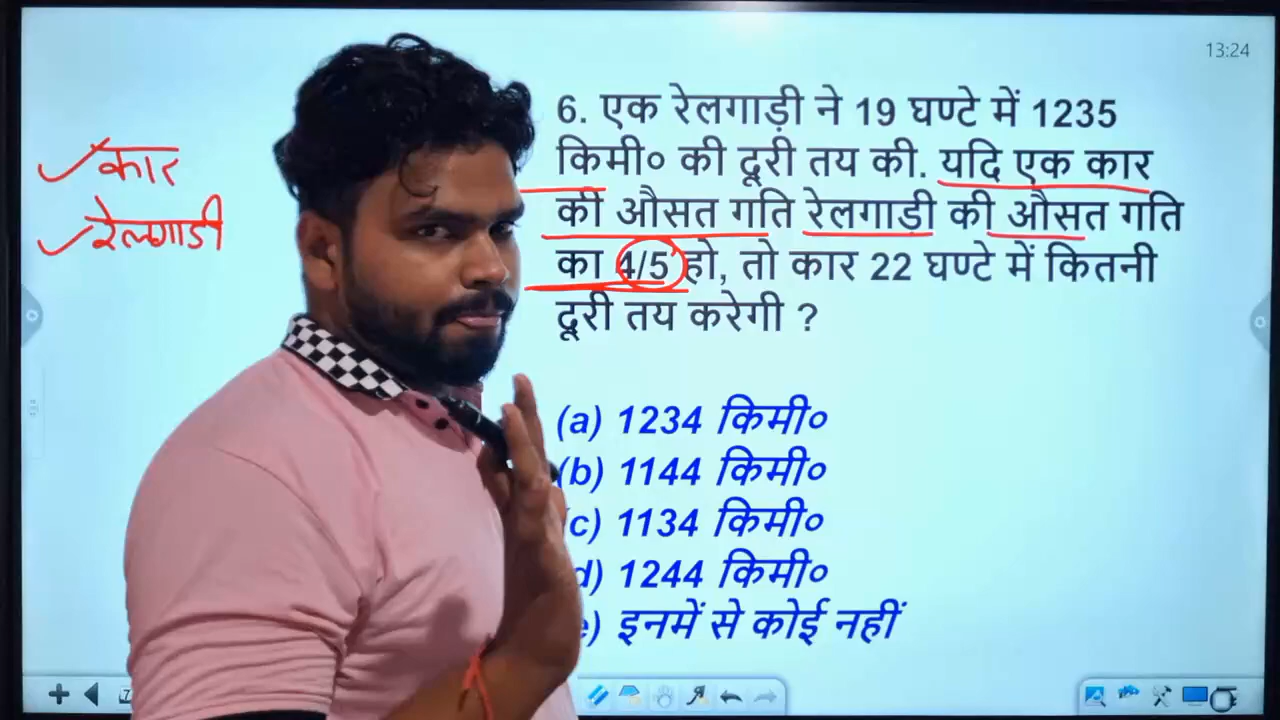 13:24
6. एक रेलगाड़ी ने 19 घण्टे में 1235
किमी० की दूरी तय की. यदि एक कार
की औसत गति रेलगाड़ी की औसत गति
का 4/5 हो, तो कार 22 घण्टे में कितनी
दूरी तय करेगी ?
कार
रेलगाडी
(a) 1234 किमी०
(b) 1144 किमी०
(c) 1134 किमी०
d) 1244 किमी०
e) इनमें से कोई नहीं